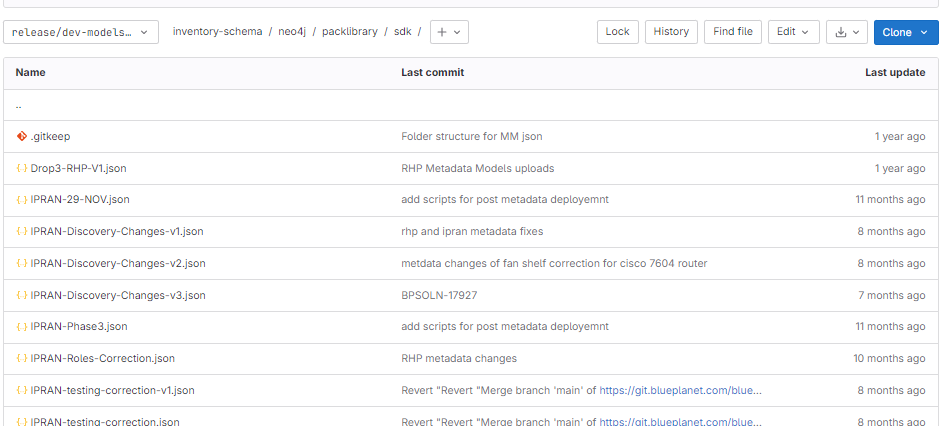 release/dev-models... inventory-schema / neo4j / packlibrary / sdk / + Lock History Find file Edit Clone
Name Last commit Last update
..
.gitkeep Folder structure for MM json 1 year ago
{} Drop3-RHP-V1.json RHP Metadata Models uploads 1 year ago
{} IPRAN-29-NOV.json add scripts for post metadata deployemnt 11 months ago
{} IPRAN-Discovery-Changes-v1.json rhp and ipran metadata fixes 8 months ago
{} IPRAN-Discovery-Changes-v2.json metdata changes of fan shelf correction for cisco 7604 router 8 months ago
{} IPRAN-Discovery-Changes-v3.json BPSOLN-17927 7 months ago
{} IPRAN-Phase3.json add scripts for post metadata deployemnt 11 months ago
{} IPRAN-Roles-Correction.json RHP metadata changes 10 months ago
{} IPRAN-testing-correction-v1.json Revert "Revert "Merge branch 'main' of https://git.blueplanet.com/blue... 8 months ago
{} IPRAN-testing-correction.json Revert "Revert "Merge branch 'main' of https://git.blueplanet.com/blue... 8 months ago